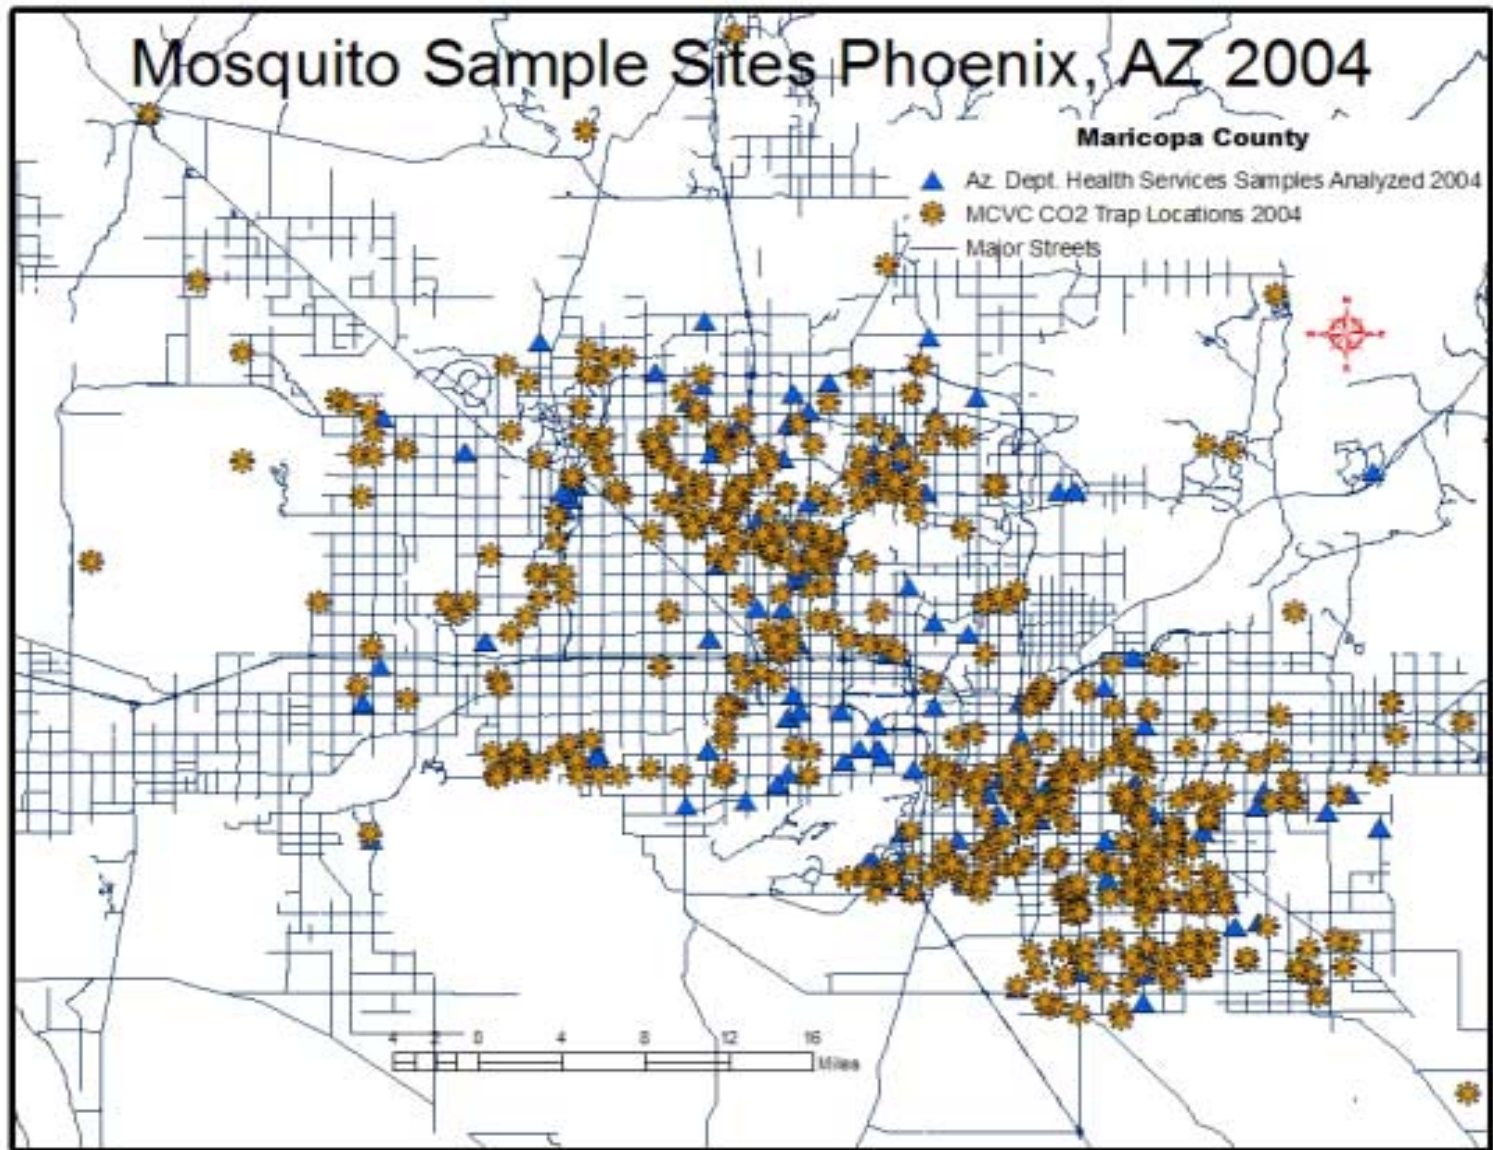 Mosquito Sample Sites Phoenix, AZ 2004
Maricopa County
Az. Dept. Health Services Samples Analyzed 2004
MCVC CO2 Trap Locations 2004
Major Streets
N
S
4 2 0 4 8 12 16
Miles